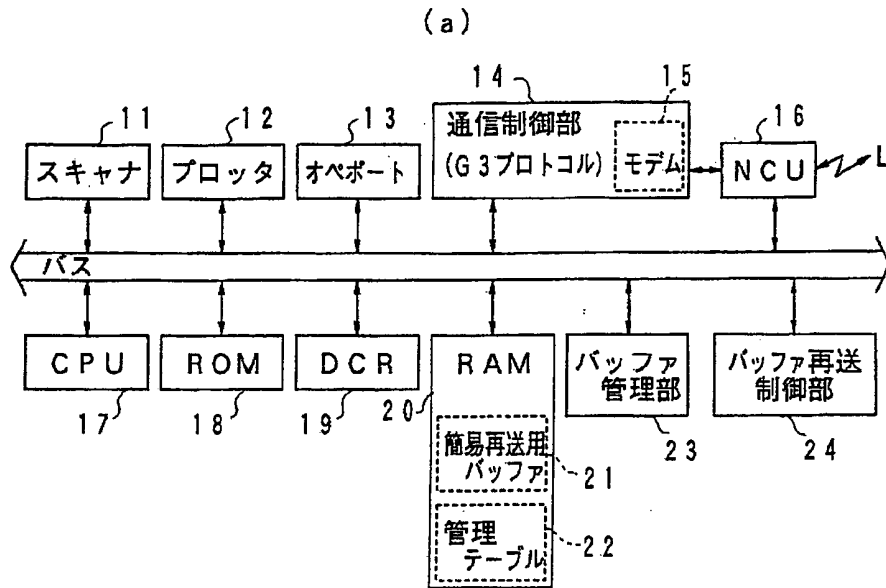 (a)
11
12
13
14
15
16
スキャナ
プロッタ
オペポート
通信制御部
(G3プロトコル)
モデム
NCU
L
バス
CPU
ROM
DCR
RAM
バッファ
管理部
バッファ再送
制御部
17
18
19
20
簡易再送用
バッファ
21
管理
テーブル
22
23
24